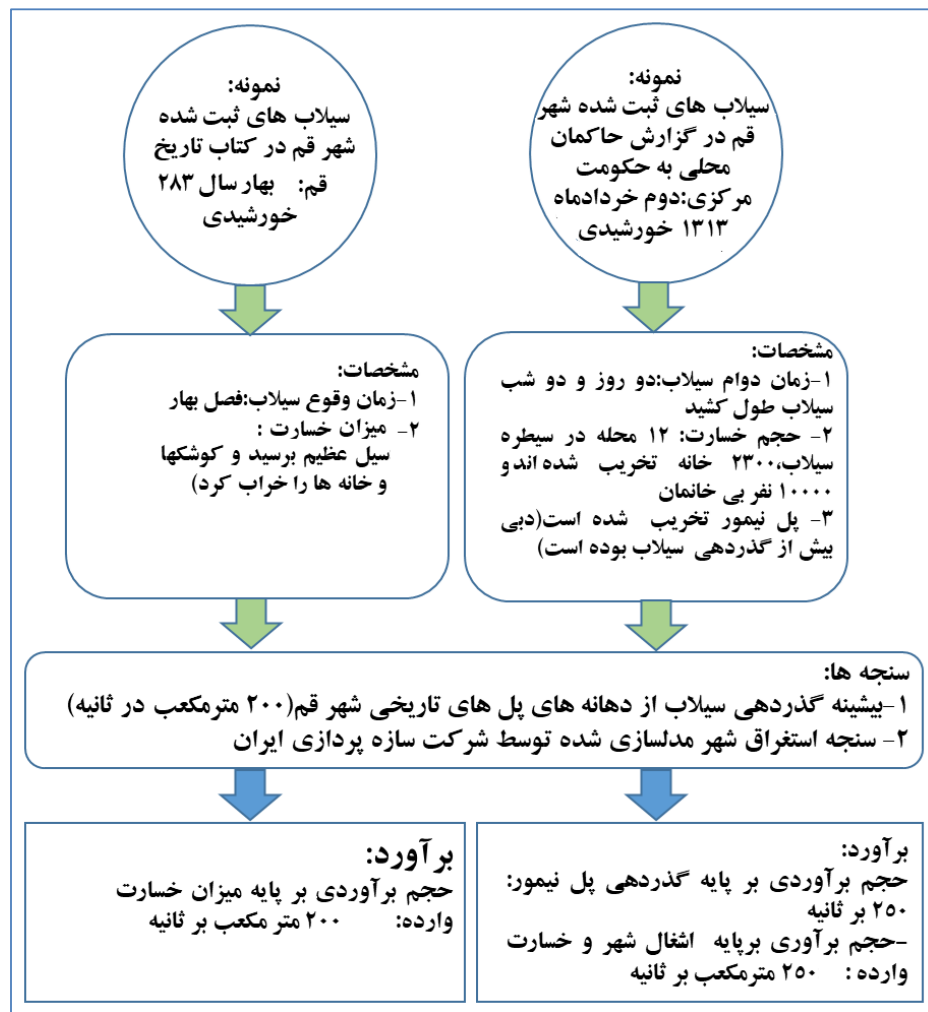 نمونه:
سیلاب های ثبت شده شهر
قم در گزارش حاکمان
محلی به حکومت
مرکزی:دوم خردادماه
۱۳۱۳ خورشیدی
نمونه:
سیلاب های ثبت شده
شهر قم در کتاب تاریخ
قم: بهار سال ۲۸۳
خورشیدی
مشخصات:
۱-زمان دوام سیلاب:دو روز و دو شب
سیلاب طول کشید
۲- حجم خسارت: ۱۲ محله در سیطره
سیلاب،۲۳۰۰ خانه تخریب شده اندو
۱۰۰۰۰ نفر بی خانمان
۳- پل نیمور تخریب شده است(دبی
بیش از گذردهی سیلاب بوده است)
مشخصات:
۱-زمان وقوع سیلاب:فصل بهار
۲- میزان خسارت :
سیل عظیم برسید و کوشکها
و خانه ها را خراب کرد)
سنجه ها:
۱-بیشینه گذردهی سیلاب از دهانه های پل های تاریخی شهر قم(۲۰۰ مترمکعب در ثانیه)
۲- سنجه استغراق شهر مدلسازی شده توسط شرکت سازه پردازی ایران
برآورد:
حجم برآوردی بر پایه گذردهی پل نیمور:
۲۵۰ بر ثانیه
-حجم برآوری برپایه اشغال شهر و خسارت
وارده : ۲۵۰ مترمکعب بر ثانیه
برآورد:
حجم برآوردی بر پایه میزان خسارت
وارده: ۲۰۰ متر مکعب بر ثانیه